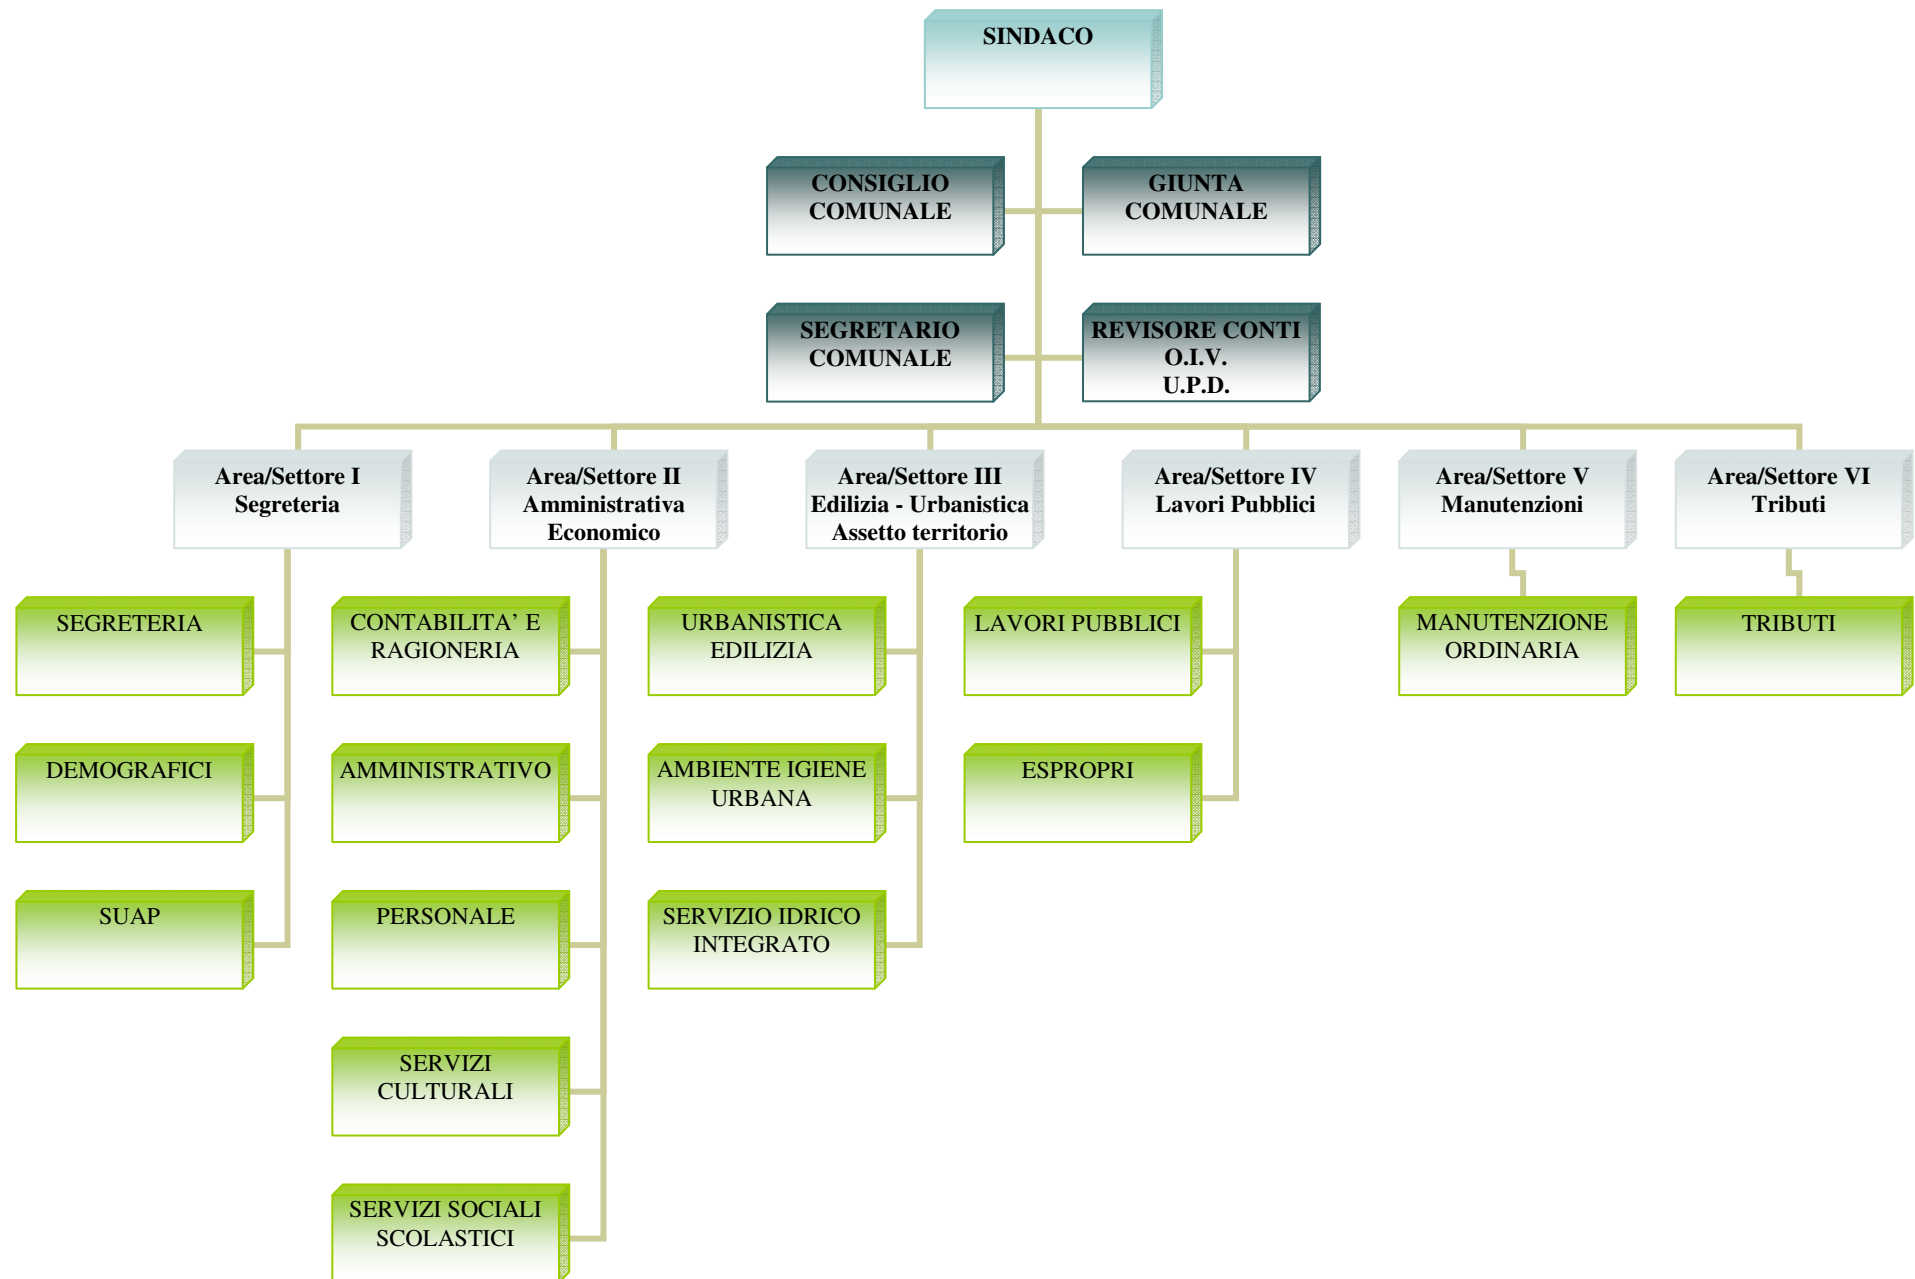 SINDACO
CONSIGLIO
COMUNALE
GIUNTA
COMUNALE
SEGRETARIO
COMUNALE
REVISORE CONTI
O.I.V.
U.P.D.
Area/Settore I
Segreteria
Area/Settore II
Amministrativa
Economico
Area/Settore III
Edilizia - Urbanistica
Assetto territorio
Area/Settore IV
Lavori Pubblici
Area/Settore V
Manutenzioni
Area/Settore VI
Tributi
SEGRETERIA
CONTABILITA’ E
RAGIONERIA
URBANISTICA
EDILIZIA
LAVORI PUBBLICI
MANUTENZIONE
ORDINARIA
TRIBUTI
DEMOGRAFICI
AMMINISTRATIVO
AMBIENTE IGIENE
URBANA
ESPROPRI
SUAP
PERSONALE
SERVIZIO IDRICO
INTEGRATO
SERVIZI
CULTURALI
SERVIZI SOCIALI
SCOLASTICI